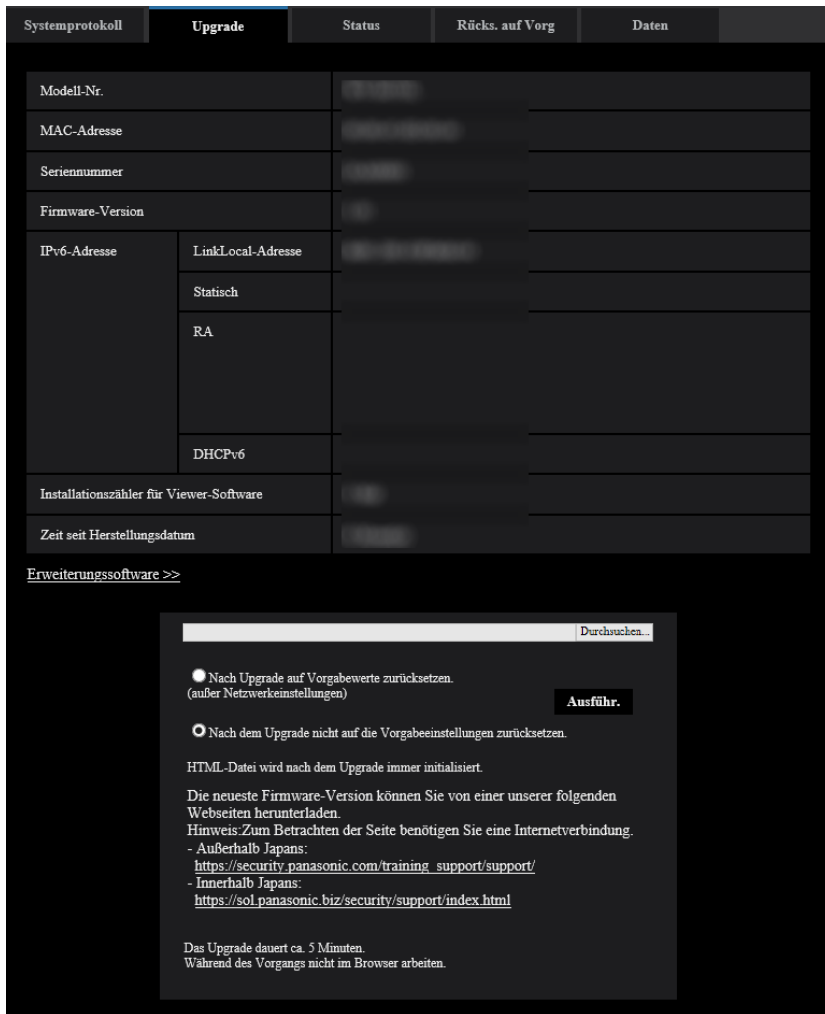 Systemprotokoll Upgrade Status Rücks. auf Vorg Daten
Modell-Nr.
MAC-Adresse
Seriennummer
Firmware-Version
IPv6-Adresse LinkLocal-Adresse
Statisch
RA
DHCPv6
Installationszähler für Viewer-Software
Zeit seit Herstellungsdatum
Erweiterungssoftware >>
Durchsuchen...
Nach Upgrade auf Vorgabewerte zurücksetzen.
(außer Netzwerkeinstellungen)
Ausführ.
Nach dem Upgrade nicht auf die Vorgabeeinstellungen zurücksetzen.
HTML-Datei wird nach dem Upgrade immer initialisiert.
Die neueste Firmware-Version können Sie von einer unserer folgenden
Webseiten herunterladen.
Hinweis:Zum Betrachten der Seite benötigen Sie eine Internetverbindung.
- Außerhalb Japans:
https://security.panasonic.com/training_support/support/
- Innerhalb Japans:
https://sol.panasonic.biz/security/support/index.html
Das Upgrade dauert ca. 5 Minuten.
Während des Vorgangs nicht im Browser arbeiten.